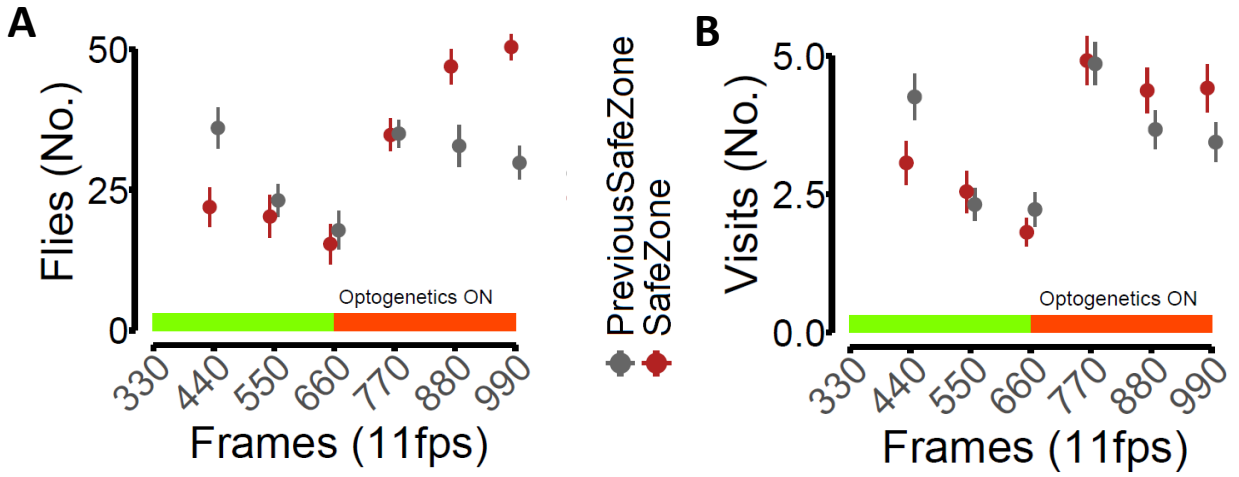 A
50
25
0
Flies (No.)
Optogenetics ON
330 440 550 660 770 880 990
Frames (11fps)
PreviousSafeZone
SafeZone
B
5.0
2.5
0.0
Visits (No.)
Optogenetics ON
330 440 550 660 770 880 990
Frames (11fps)